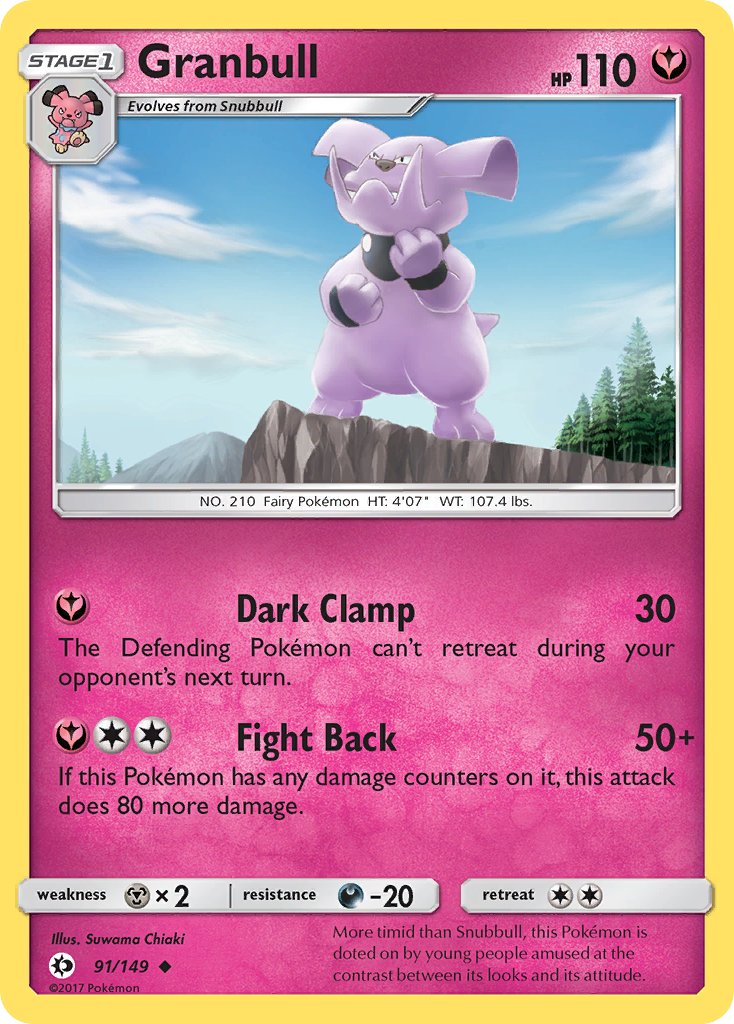 STAGE1
Granbull
HP 110
Evolves from Snubbull
NO. 210 Fairy Pokémon HT: 4'07" WT: 107.4 lbs.
Dark Clamp 30
The Defending Pokémon can't retreat during your
opponent's next turn.
Fight Back 50+
If this Pokémon has any damage counters on it, this attack
does 80 more damage.
weakness ×2 resistance -20 retreat
Illus. Suwama Chiaki
91/149
©2017 Pokémon
More timid than Snubbull, this Pokémon is
doted on by young people amused at the
contrast between its looks and its attitude.